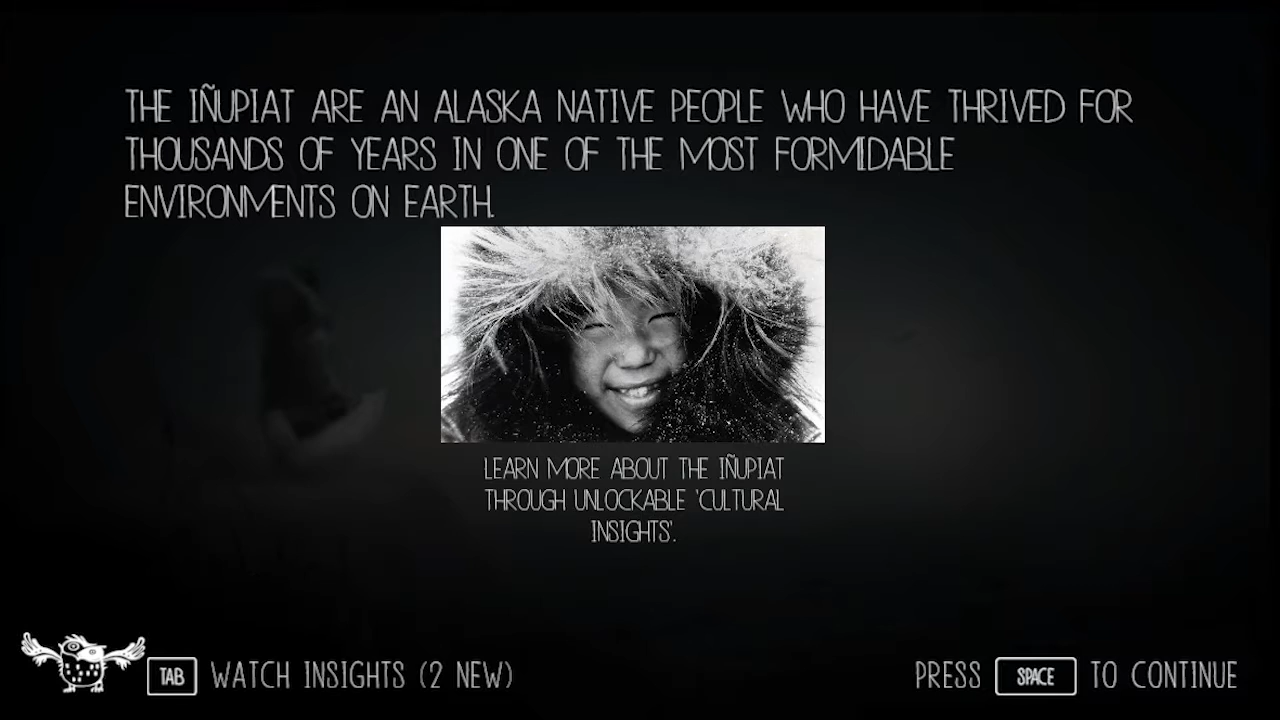 THE IÑUPIAT ARE AN ALASKA NATIVE PEOPLE WHO HAVE THRIVED FOR
THOUSANDS OF YEARS IN ONE OF THE MOST FORMIDABLE
ENVIRONMENTS ON EARTH.
LEARN MORE ABOUT THE IÑUPIAT
THROUGH UNLOCKABLE 'CULTURAL
INSIGHTS'.
TAB WATCH INSIGHTS (2 NEW)
PRESS SPACE TO CONTINUE